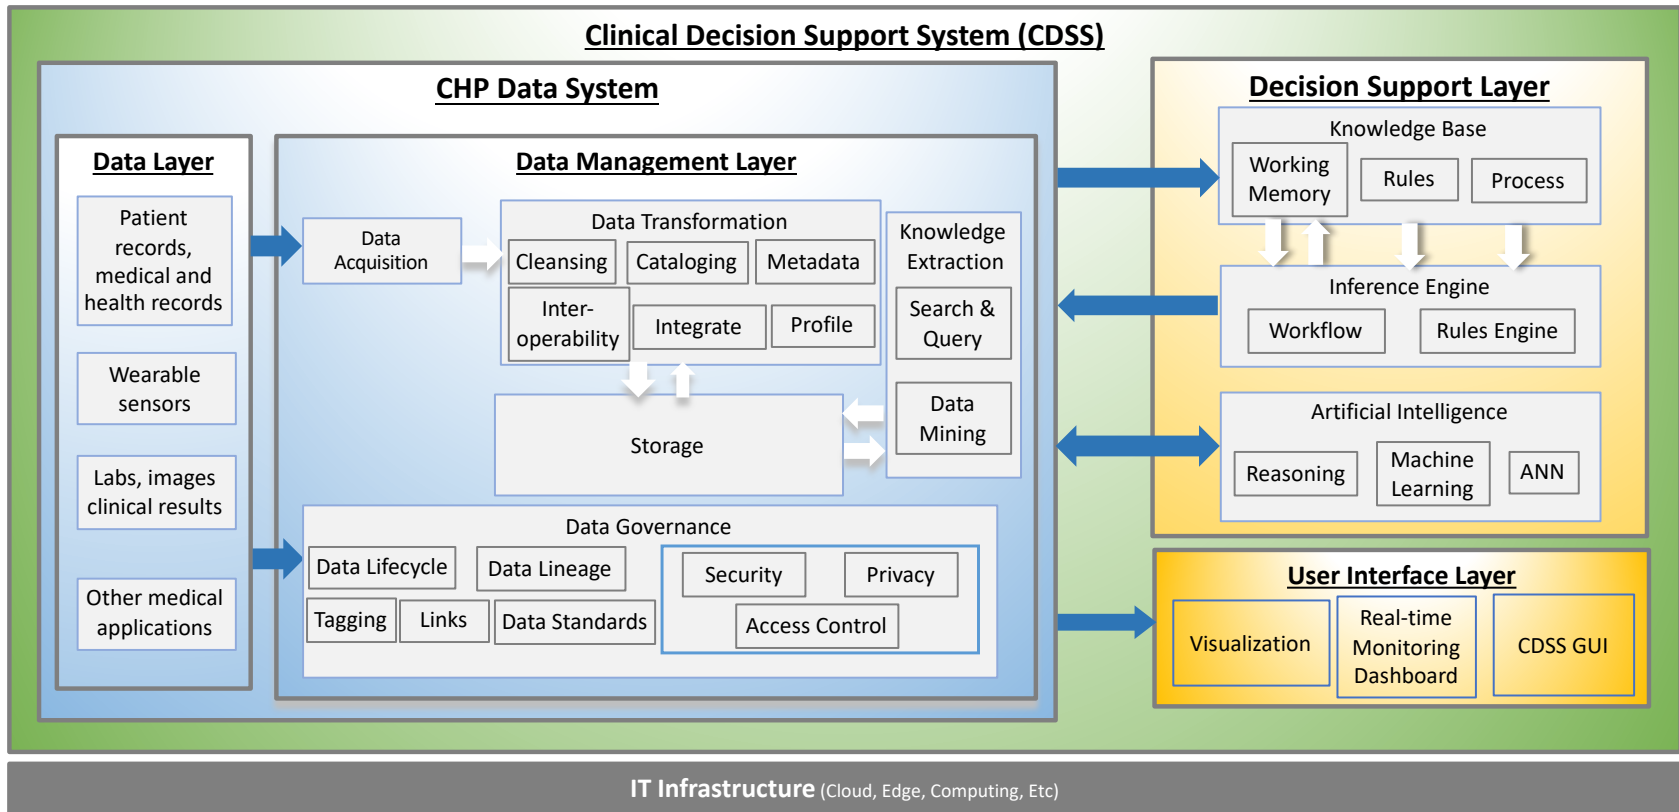 Clinical Decision Support System (CDSS)
CHP Data System
Data Layer
Patient
records,
medical and
health records
Wearable
sensors
Labs, images
clinical results
Other medical
applications
Data Management Layer
Data
Acquisition
Data Transformation
Cleansing
Cataloging
Metadata
Inter-
operability
Integrate
Profile
Knowledge
Extraction
Search &
Query
Data
Mining
Storage
Data Governance
Data Lifecycle
Data Lineage
Tagging
Links
Data Standards
Security
Privacy
Access Control
Decision Support Layer
Knowledge Base
Working
Memory
Rules
Process
Inference Engine
Workflow
Rules Engine
Artificial Intelligence
Reasoning
Machine
Learning
ANN
User Interface Layer
Visualization
Real-time
Monitoring
Dashboard
CDSS GUI
IT Infrastructure (Cloud, Edge, Computing, Etc)